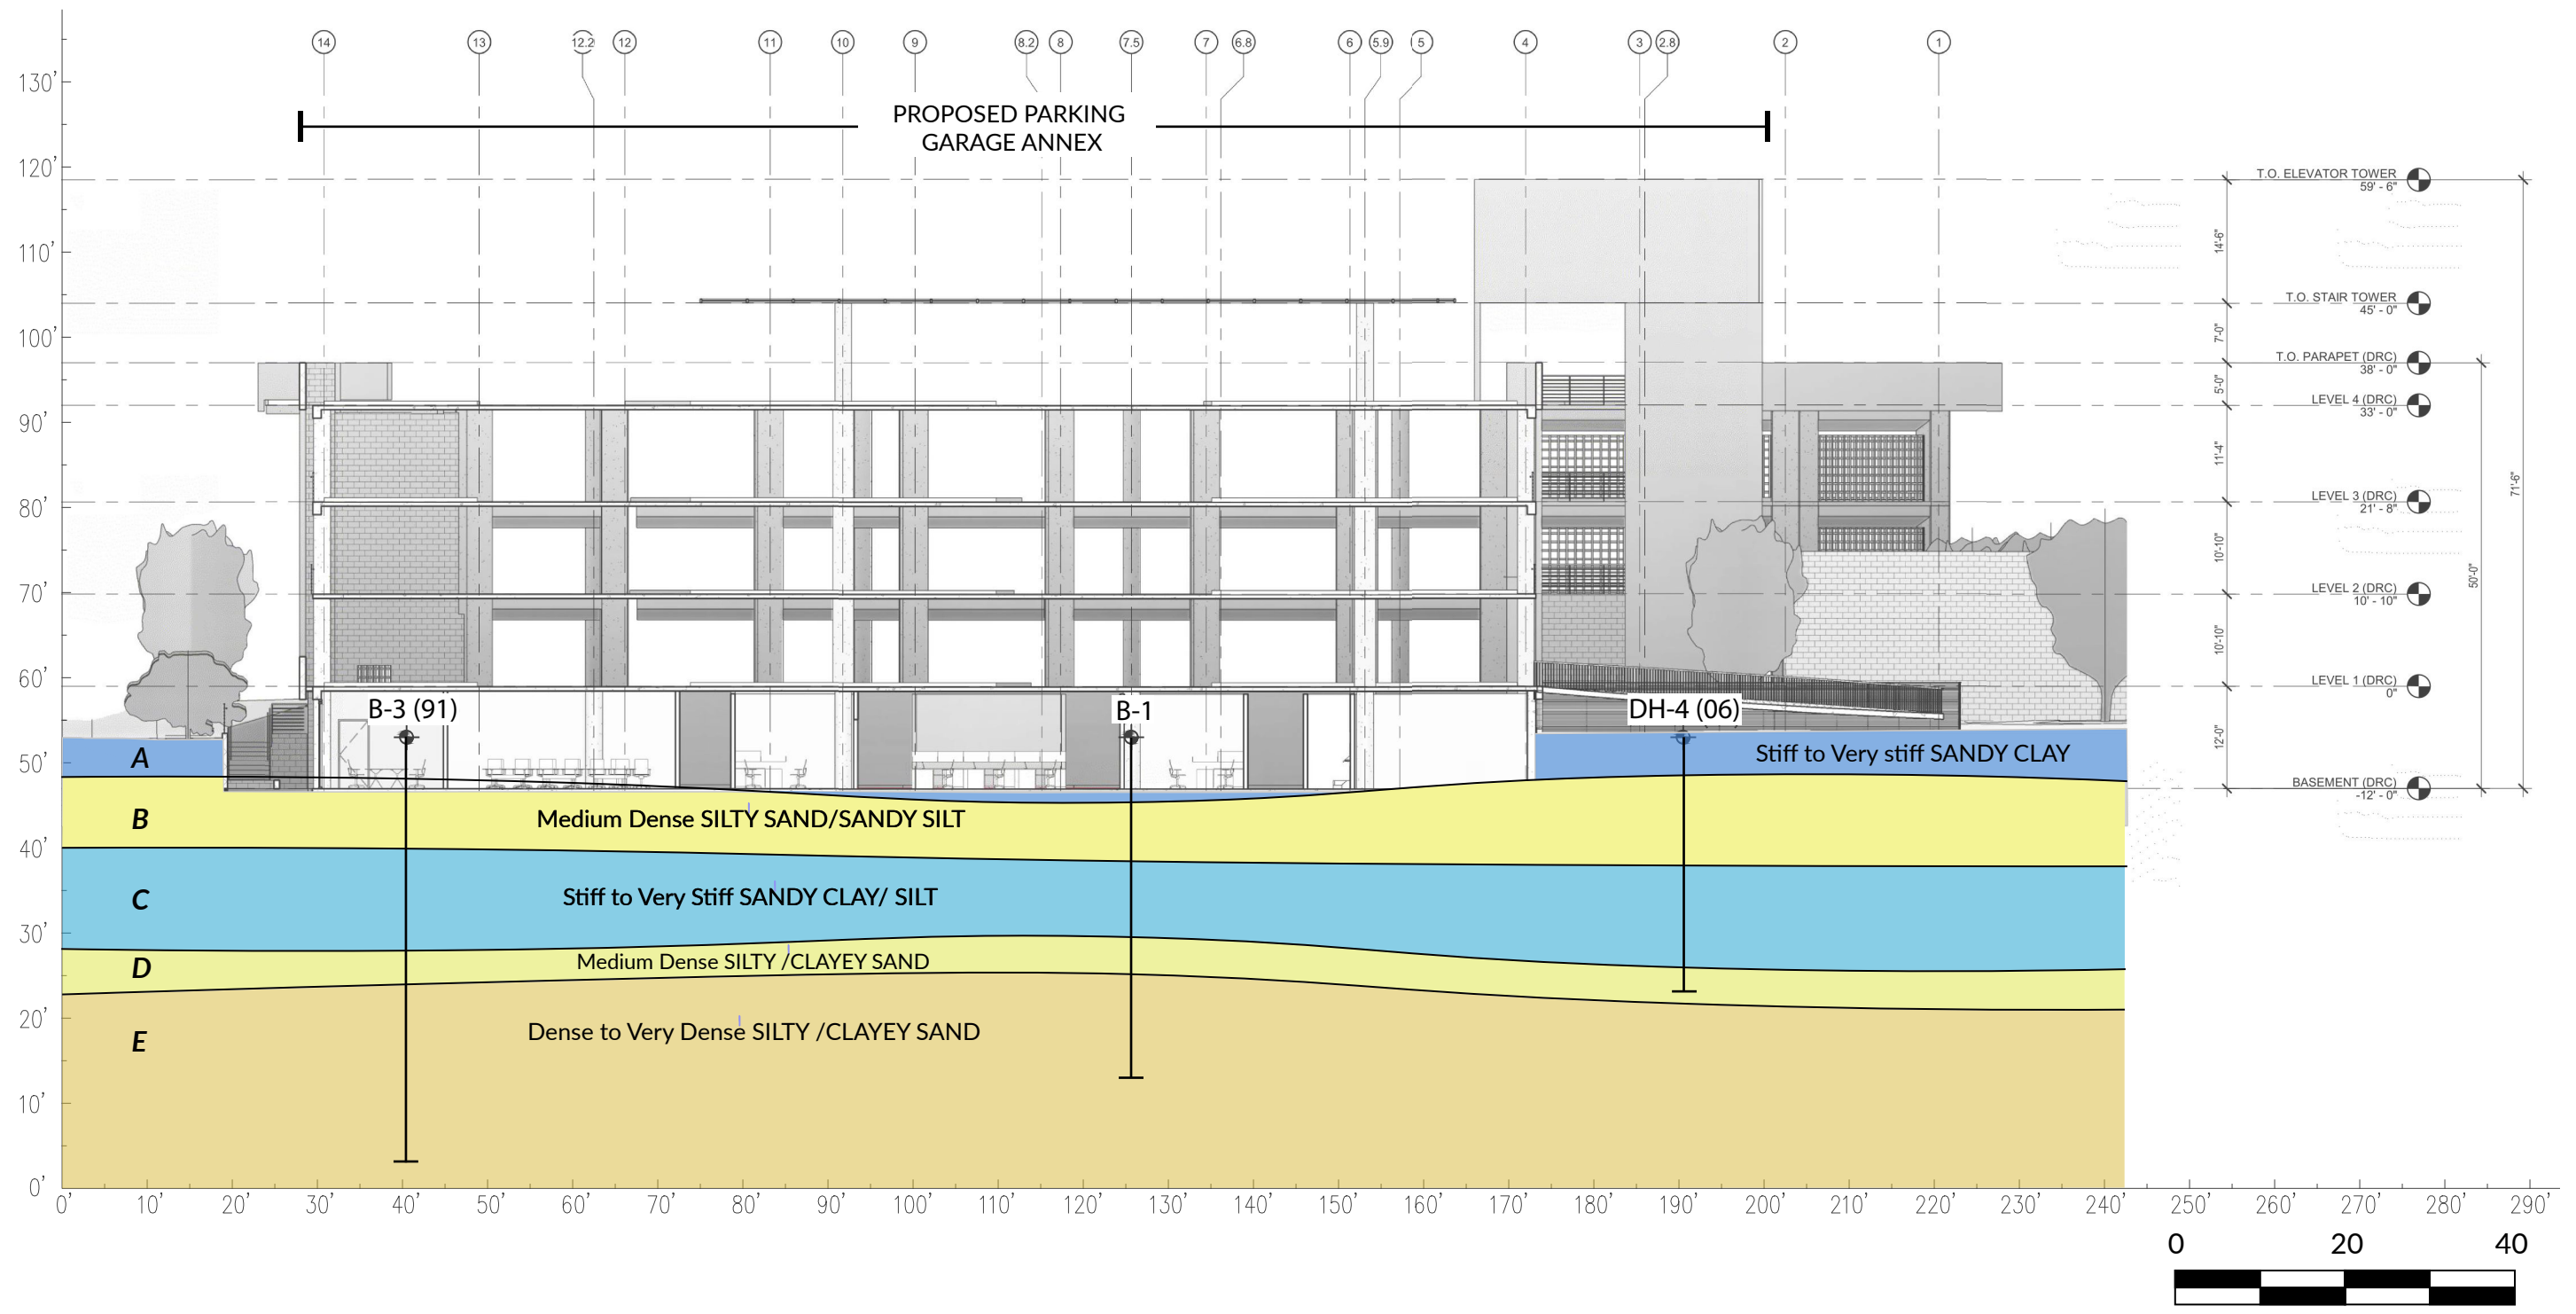 14 13 12.2 12 11 10 9 8.2 8 7.5 7 6.8 6 5.9 5 4 3 2.8 2 1
130'
PROPOSED PARKING
GARAGE ANNEX
120'
T.O. ELEVATOR TOWER
59' - 6"
14'-6"
110'
T.O. STAIR TOWER
45' - 0"
100'
7'-0"
T.O. PARAPET (DRC)
38' - 0"
5'-0"
LEVEL 4 (DRC)
33' - 0"
90'
11'-4"
71'-6"
80'
LEVEL 3 (DRC)
21' - 8"
10'-10"
50'-0"
70'
LEVEL 2 (DRC)
10' - 10"
10'-10"
60'
LEVEL 1 (DRC)
0"
B-3 (91) B-1 DH-4 (06)
12'-0"
50'
A
Stiff to Very stiff SANDY CLAY
BASEMENT (DRC)
-12' - 0"
B
Medium Dense SILTY SAND/SANDY SILT
40'
C
Stiff to Very Stiff SANDY CLAY/ SILT
30'
D
Medium Dense SILTY /CLAYEY SAND
20'
E
Dense to Very Dense SILTY /CLAYEY SAND
10'
0'
0' 10' 20' 30' 40' 50' 60' 70' 80' 90' 100' 110' 120' 130' 140' 150' 160' 170' 180' 190' 200' 210' 220' 230' 240' 250' 260' 270' 280' 290'
0 20 40